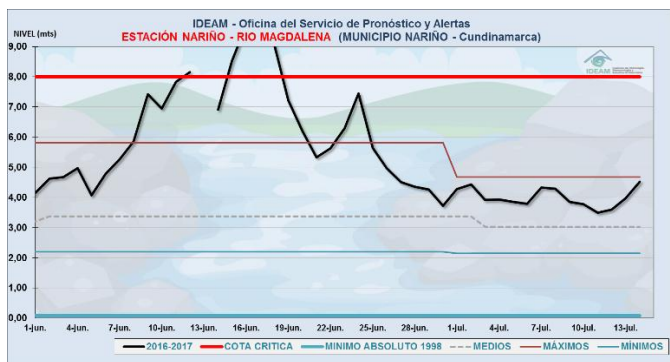 IDEAM - Oficina del Servicio de Pronóstico y Alertas
ESTACIÓN NARIÑO - RIO MAGDALENA (MUNICIPIO NARIÑO - Cundinamarca)
NIVEL (mts)
9,00
8,00
7,00
6,00
5,00
4,00
3,00
2,00
1,00
0,00
IDEAM
1-jun. 4-jun. 7-jun. 10-jun. 13-jun. 16-jun. 19-jun. 22-jun. 25-jun. 28-jun. 1-jul. 4-jul. 7-jul. 10-jul. 13-jul.
2016-2017 COTA CRITICA MINIMO ABSOLUTO 1998 MEDIOS MÁXIMOS MÍNIMOS